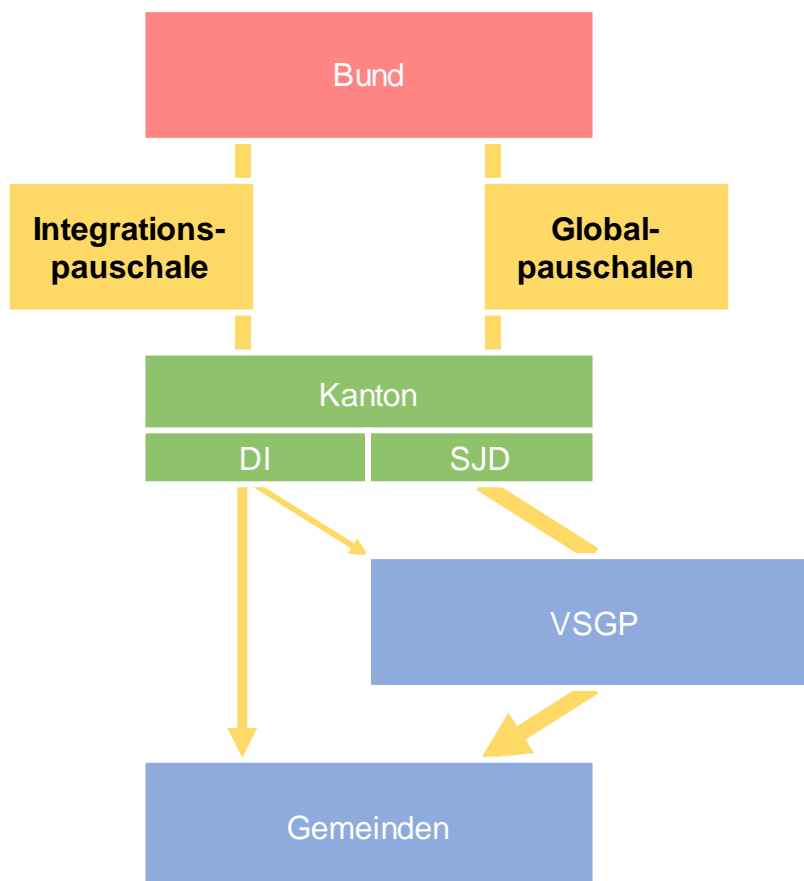 Bund
Integrations-
pauschale
Global-
pauschalen
Kanton
DI
SJD
VSGP
Gemeinden